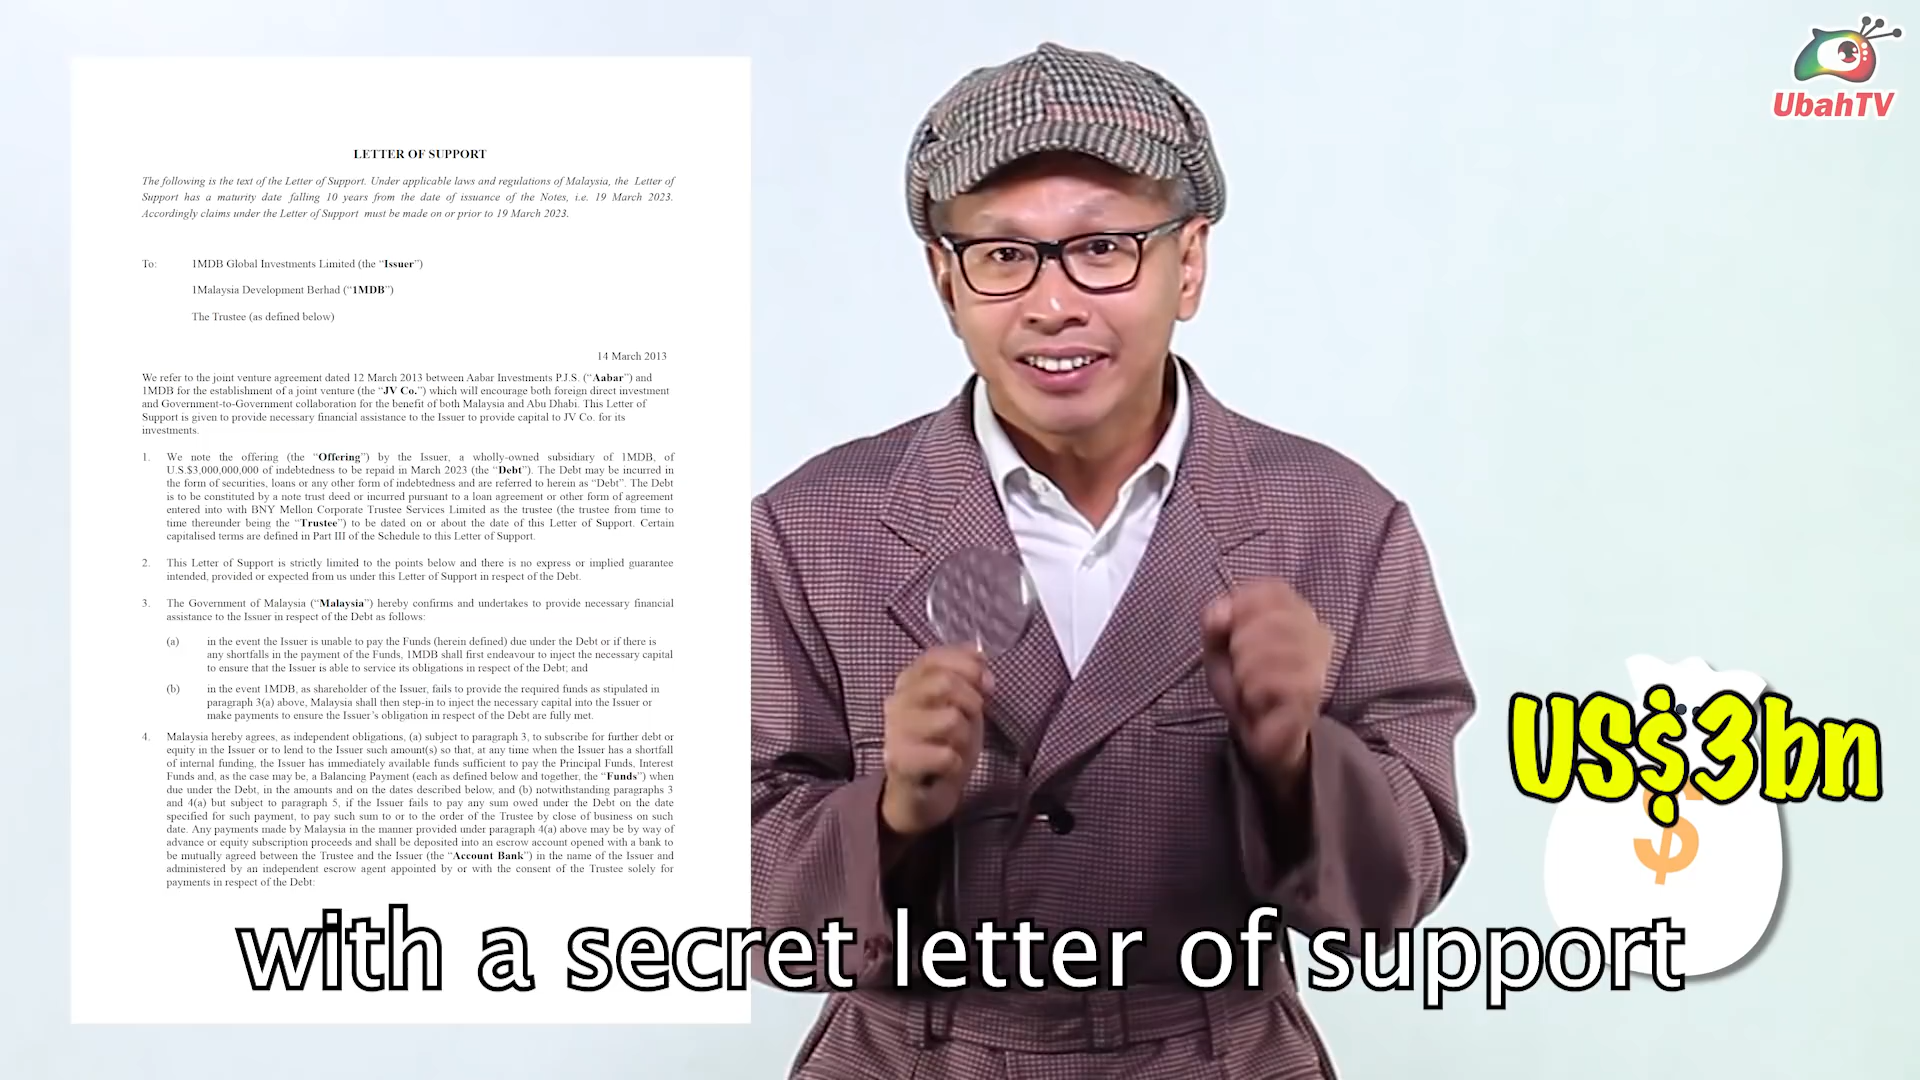 UbahTV
LETTER OF SUPPORT
The following is the text of the Letter of Support. Under applicable laws and regulations of Malaysia, the Letter of
Support has a maturity date falling 10 years from the date of issuance of the Notes, i.e. 19 March 2023.
Accordingly claims under the Letter of Support must be made on or prior to 19 March 2023.
To: 1MDB Global Investments Limited (the “Issuer”)
1Malaysia Development Berhad (“1MDB”)
The Trustee (as defined below)
14 March 2013
We refer to the joint venture agreement dated 12 March 2013 between Aabar Investments P.J.S. (“Aabar”) and
1MDB for the establishment of a joint venture (the “JV Co.”) which will encourage both foreign direct investment
and Government-to-Government collaboration for the benefit of both Malaysia and Abu Dhabi. This Letter of
Support is given to provide necessary financial assistance to the Issuer to provide capital to JV Co. for its
investments.
1. We note the offering (the “Offering”) by the Issuer, a wholly-owned subsidiary of 1MDB, of
U.S.$3,000,000,000 of indebtedness to be repaid in March 2023 (the “Debt”). The Debt may be incurred in
the form of securities, loans or any other form of indebtedness and are referred to herein as “Debt”. The Debt
is to be constituted by a note trust deed or incurred pursuant to a loan agreement or other form of agreement
entered into with BNY Mellon Corporate Trustee Services Limited as the trustee (the trustee from time to
time thereunder being the “Trustee”) to be dated on or about the date of this Letter of Support. Certain
capitalised terms are defined in Part III of the Schedule to this Letter of Support.
2. This Letter of Support is strictly limited to the points below and there is no express or implied guarantee
intended, provided or expected from us under this Letter of Support in respect of the Debt.
3. The Government of Malaysia (“Malaysia”) hereby confirms and undertakes to provide necessary financial
assistance to the Issuer in respect of the Debt as follows:
(a) in the event the Issuer is unable to pay the Funds (herein defined) due under the Debt or if there is
any shortfalls in the payment of the Funds, 1MDB shall first endeavour to inject the necessary capital
to ensure that the Issuer is able to service its obligations in respect of the Debt; and
(b) in the event 1MDB, as shareholder of the Issuer, fails to provide the required funds as stipulated in
paragraph 3(a) above, Malaysia shall then step-in to inject the necessary capital into the Issuer or
make payments to ensure the Issuer’s obligation in respect of the Debt are fully met.
4. Malaysia hereby agrees, as independent obligations, (a) subject to paragraph 3, to subscribe for further debt or
equity in the Issuer or to lend to the Issuer such amount(s) so that, at any time when the Issuer has a shortfall
of internal funding, the Issuer has immediately available funds sufficient to pay the Principal Funds, Interest
Funds and, as the case may be, a Balancing Payment (each as defined below and together, the “Funds”) when
due under the Debt, in the amounts and on the dates described below, and (b) notwithstanding paragraphs 3
and 4(a) but subject to paragraph 5, if the Issuer fails to pay any sum owed under the Debt on the date
specified for such payment, to pay such sum to or to the order of the Trustee by close of business on such
date. Any payments made by Malaysia in the manner provided under paragraph 4(a) above may be by way of
advance or equity subscription proceeds and shall be deposited into an escrow account opened with a bank to
be mutually agreed between the Trustee and the Issuer (the “Account Bank”) in the name of the Issuer and
administered by an independent escrow agent appointed by or with the consent of the Trustee solely for
payments in respect of the Debt:
US$3bn
$
with a secret letter of support